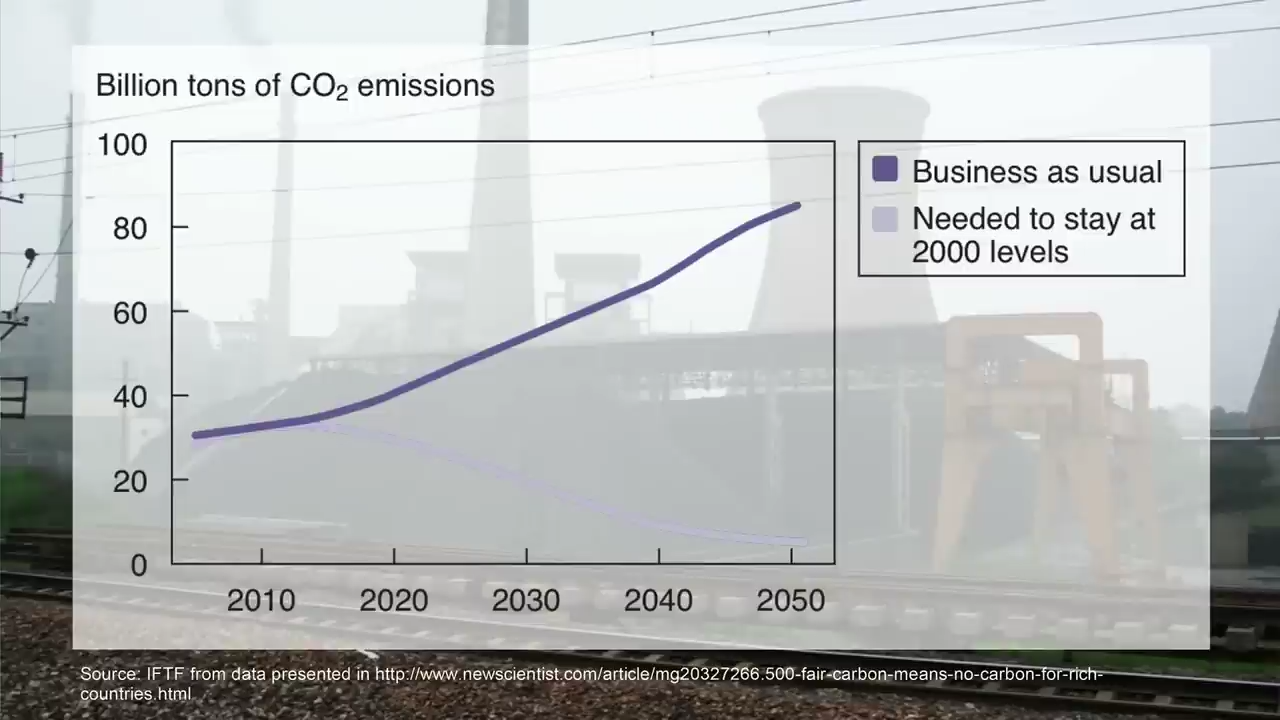 Billion tons of CO₂ emissions
100
80
60
40
20
0
2010 2020 2030 2040 2050
Business as usual
Needed to stay at
2000 levels
Source: IFTF from data presented in http://www.newscientist.com/article/mg20327266.500-fair-carbon-means-no-carbon-for-rich-
countries.html